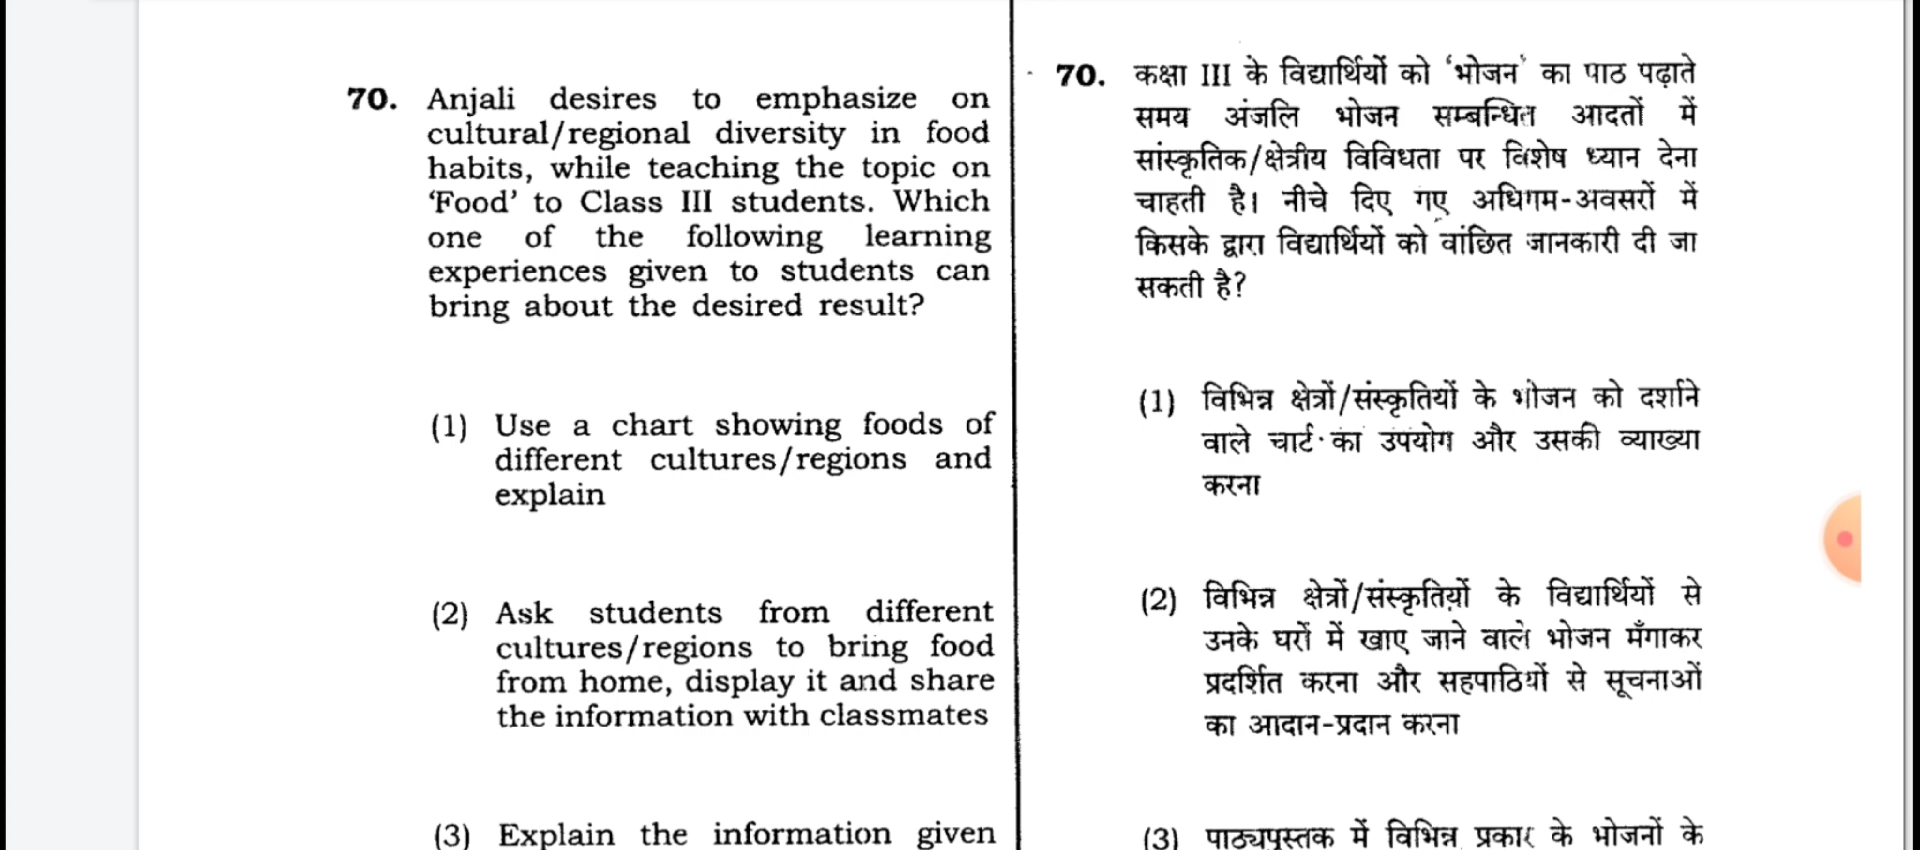 70. Anjali desires to emphasize on
cultural/regional diversity in food
habits, while teaching the topic on
‘Food’ to Class III students. Which
one of the following learning
experiences given to students can
bring about the desired result?
(1) Use a chart showing foods of
different cultures/regions and
explain
(2) Ask students from different
cultures/regions to bring food
from home, display it and share
the information with classmates
(3) Explain the information given
70. कक्षा III के विद्यार्थियों को ‘भोजन’ का पाठ पढ़ाते
समय अंजलि भोजन सम्बन्धित आदतों में
सांस्कृतिक/क्षेत्रीय विविधता पर विशेष ध्यान देना
चाहती है। नीचे दिए गए अधिगम-अवसरों में
किसके द्वारा विद्यार्थियों को वांछित जानकारी दी जा
सकती है?
(1) विभिन्न क्षेत्रों/संस्कृतियों के भोजन को दर्शाने
वाले चार्ट का उपयोग और उसकी व्याख्या
करना
(2) विभिन्न क्षेत्रों/संस्कृतियों के विद्यार्थियों से
उनके घरों में खाए जाने वाले भोजन मँगाकर
प्रदर्शित करना और सहपाठियों से सूचनाओं
का आदान-प्रदान करना
(3) पाठ्यपुस्तक में विभिन्न प्रकार के भोजनों के